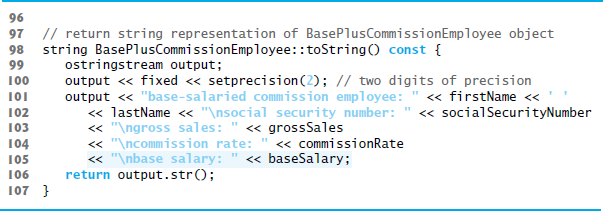 96
97 // return string representation of BasePlusCommissionEmployee object
98 string BasePlusCommissionEmployee::toString() const {
99 ostringstream output;
100 output << fixed << setprecision(2); // two digits of precision
101 output << "base-salaried commission employee: " << firstName << ' '
102 << lastName << "\nsocial security number: " << socialSecurityNumber
103 << "\ngross sales: " << grossSales
104 << "\ncommission rate: " << commissionRate
105 << "\nbase salary: " << baseSalary;
106 return output.str();
107 }